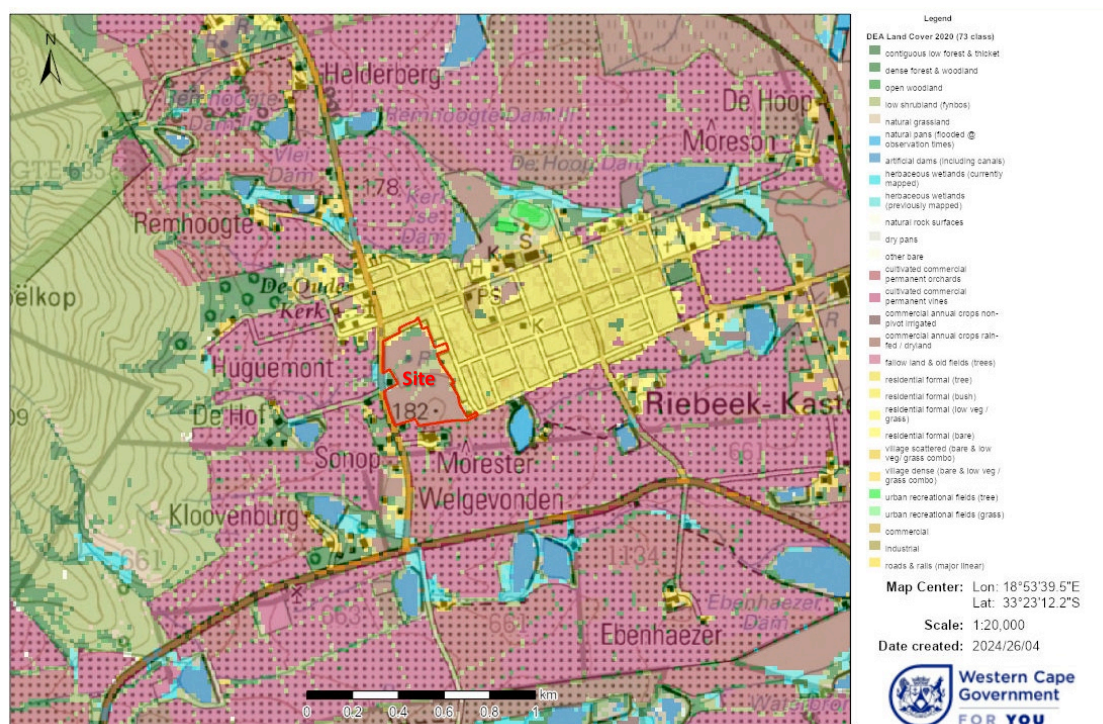 N
Helderberg
De Hoop
Môreson
Remhoogte
Dam II
Remhoogte Dam II
Vlei
Dam
De Hoop Dam
178
Dam
Remhoogte
S
K
De Oude
Kerk
PS
K
R
R
Huguemont
Site
182
De Hof
Sonop
Môrester
Riebeek-Kaste
Welgevonden
Kloovenburg
661
134
Ebenhaezer
Dam
661
Ebenhaezer
km
0 0.2 0.4 0.6 0.8 1
Legend
DEA Land Cover 2020 (73 class)
contiguous low forest & thicket
dense forest & woodland
open woodland
low shrubland (fynbos)
natural grassland
natural pans (flooded @
observation times)
artificial dams (including canals)
herbaceous wetlands (currently
mapped)
herbaceous wetlands
(previously mapped)
natural rock surfaces
dry pans
other bare
cultivated commercial
permanent orchards
cultivated commercial
permanent vines
commercial annual crops non-
pivot irrigated
commercial annual crops rain-
fed / dryland
fallow land & old fields (trees)
residential formal (tree)
residential formal (bush)
residential formal (low veg /
grass)
residential formal (bare)
village scattered (bare & low
veg/ grass combo)
village dense (bare & low veg /
grass combo)
urban recreational fields (tree)
urban recreational fields (grass)
commercial
industrial
roads & rails (major linear)
Map Center: Lon: 18°53'39.5"E
Lat: 33°23'12.2"S
Scale: 1:20,000
Date created: 2024/26/04
Western Cape
Government
FOR YOU